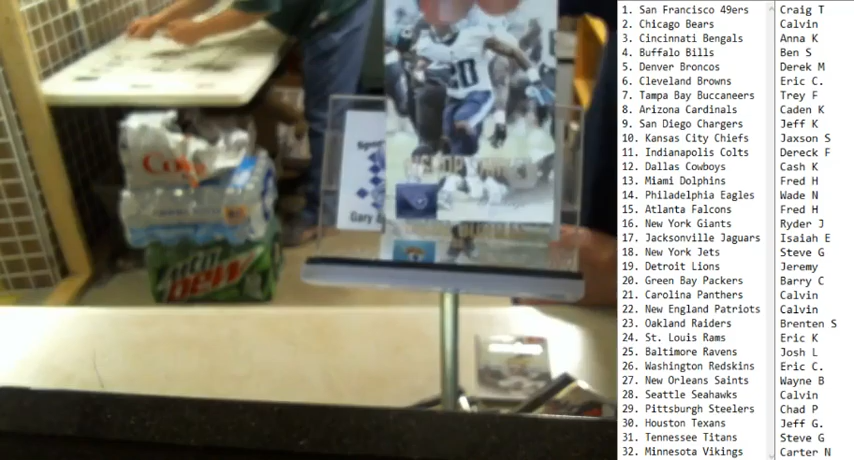 1. San Francisco 49ers Craig T
2. Chicago Bears Calvin
3. Cincinnati Bengals Anna K
4. Buffalo Bills Ben S
5. Denver Broncos Derek M
6. Cleveland Browns Eric C.
7. Tampa Bay Buccaneers Trey F
8. Arizona Cardinals Caden K
9. San Diego Chargers Jeff K
10. Kansas City Chiefs Jaxson S
11. Indianapolis Colts Dereck F
12. Dallas Cowboys Cash K
13. Miami Dolphins Fred H
14. Philadelphia Eagles Wade N
15. Atlanta Falcons Fred H
16. New York Giants Ryder J
17. Jacksonville Jaguars Isaiah E
18. New York Jets Steve G
19. Detroit Lions Jeremy
20. Green Bay Packers Barry C
21. Carolina Panthers Calvin
22. New England Patriots Calvin
23. Oakland Raiders Brenten S
24. St. Louis Rams Eric K
25. Baltimore Ravens Josh L
26. Washington Redskins Eric C.
27. New Orleans Saints Wayne B
28. Seattle Seahawks Calvin
29. Pittsburgh Steelers Chad P
30. Houston Texans Jeff G.
31. Tennessee Titans Steve G
32. Minnesota Vikings Carter N
20
Gary
mtn
Dew